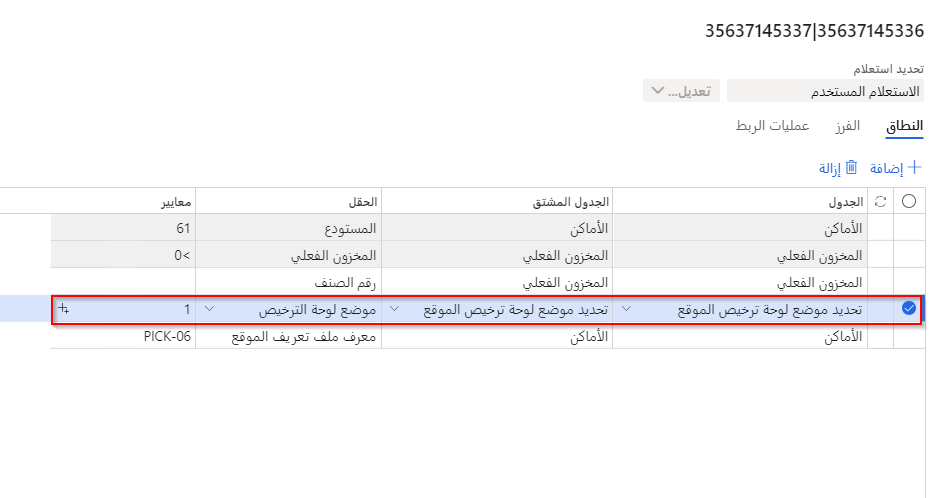 35637145337|35637145336
تحديد استعلام
الاستعلام المستخدم تعديل...
النطاق الفرز عمليات الربط
إضافة إزالة
الجدول الجدول المشتق الحقل معايير
الأماكن الأماكن المستودع 61
المخزون الفعلي المخزون الفعلي المخزون الفعلي >0
المخزون الفعلي المخزون الفعلي رقم الصنف
تحديد موضع لوحة ترخيص الموقع تحديد موضع لوحة ترخيص الموقع موضع لوحة الترخيص 1
الأماكن الأماكن معرف ملف تعريف الموقع PICK-06